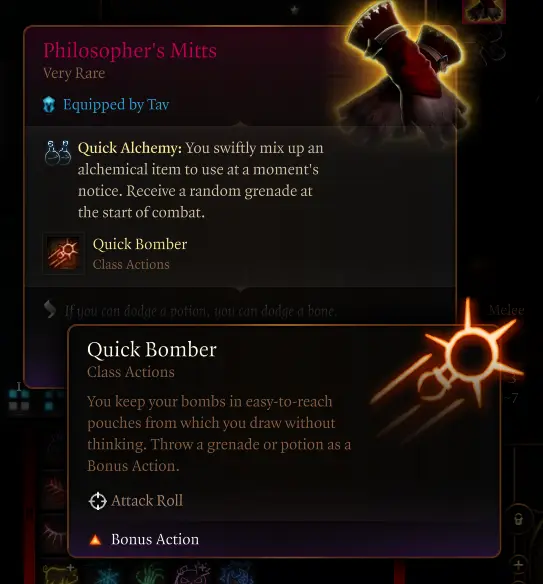 Philosopher's Mitts
Very Rare
Equipped by Tav
Quick Alchemy: You swiftly mix up an
alchemical item to use at a moment's
notice. Receive a random grenade at
the start of combat.
Quick Bomber
Class Actions
If you can dodge a potion, you can dodge a bone.
Melee
Quick Bomber
Class Actions
You keep your bombs in easy-to-reach
pouches from which you draw without
thinking. Throw a grenade or potion as a
Bonus Action.
Attack Roll
Bonus Action
1
~7